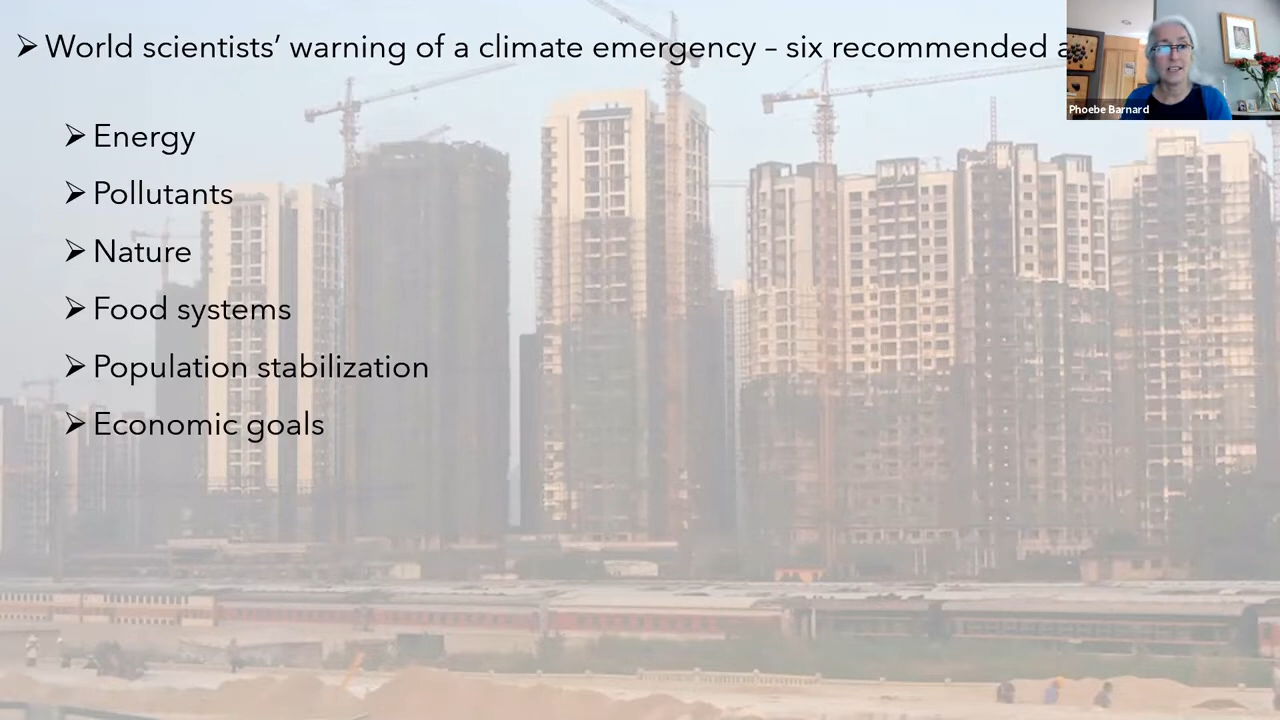 ➢ World scientists’ warning of a climate emergency – six recommended
➢ Energy
➢ Pollutants
➢ Nature
➢ Food systems
➢ Population stabilization
➢ Economic goals
Phoebe Barnard